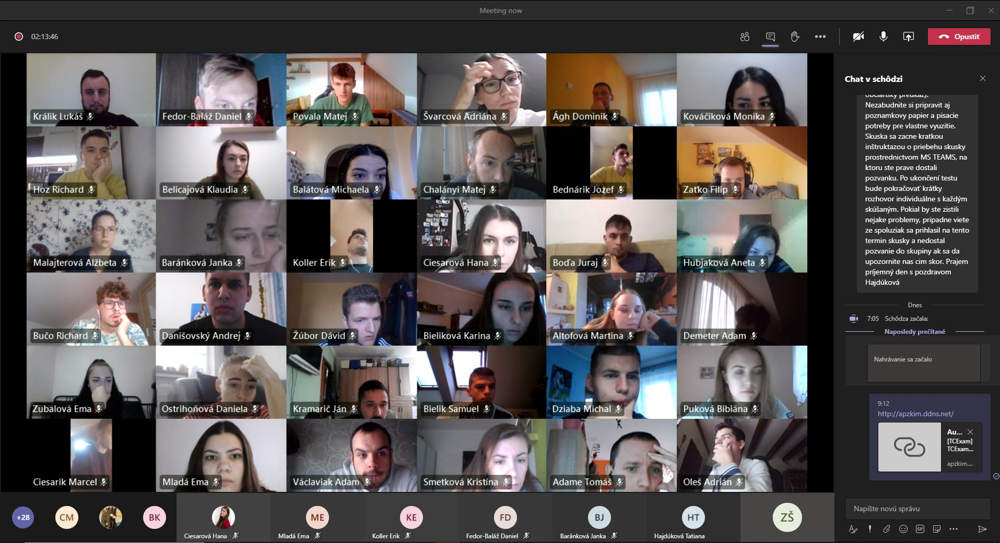 Meeting now
02:13:46
Opustiť
Králik Lukáš
Fedor-Baláž Daniel
Povala Matej
Švarcová Adriána
Ágh Dominik
Kováčiková Monika
Hoz Richard
Belicajová Klaudia
Balátová Michaela
Chalányi Matej
Bednárik Jozef
Zaťko Filip
Malajterová Alžbeta
Baránková Janka
Koller Erik
Ciesarová Hana
Boďa Juraj
Hubjaková Aneta
Bučo Richard
Danišovský Andrej
Žúbor Dávid
Bieliková Karina
Altofová Martina
Demeter Adam
Zubalová Ema
Ostrihoňová Daniela
Kramarič Ján
Bielik Samuel
Dziaba Michal
Puková Bibiána
Ciesarik Marcel
Mladá Ema
Václaviak Adam
Smetková Kristína
Adame Tomáš
Oleš Adrián
+28
CM
BK
Ciesarová Hana
ME
Mladá Ema
KE
Koller Erik
FD
Fedor-Baláž Daniel
BJ
Baránková Janka
HT
Hajdúková Tatiana
ZŠ
Chat v schôdzi
občiansky preukaz).
Nezabudnite si pripravit aj
poznamkovy papier a pisacie
potreby pre vlastne vyuzitie.
Skuska sa zacne kratkou
inštruktazou o priebehu skusky
prostrednictvom MS TEAMS, na
ktoru ste prave dostali
pozvanku. Po ukončení testu
bude pokračovať krátky
rozhovor individuálne s každým
skúšaným. Pokial by ste zistili
nejake problemy, pripadne viete
ze spoluziak sa prihlasil na tento
termin skusky a nedostal
pozvanie do skupiny ak sa da
upozornite nas cim skor. Prajem
príjemný den s pozdravom
Hajdúková
Dnes
7:05 Schôdza začala:
Naposledy prečítané
Nahrávanie sa začalo
9:12
http://apzkim.ddns.net/
Au...
[TCExam]
TCExam...
apzkim....
Napíšte novú správu
GIF